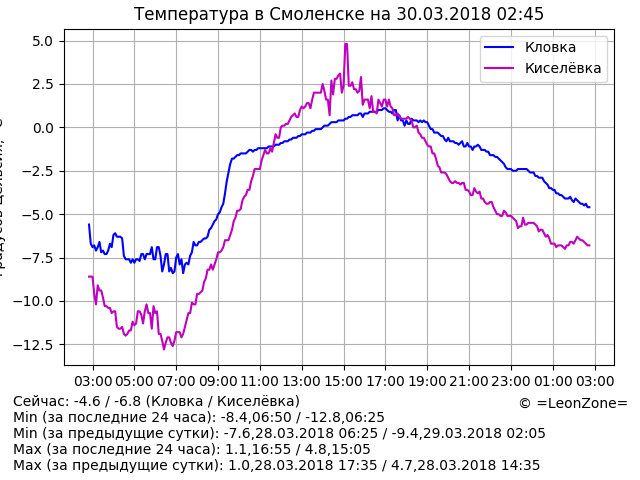 Температура в Смоленске на 30.03.2018 02:45
Кловка
Киселёвка
5.0
2.5
0.0
−2.5
−5.0
−7.5
−10.0
−12.5
03:00 05:00 07:00 09:00 11:00 13:00 15:00 17:00 19:00 21:00 23:00 01:00 03:00
Сейчас: -4.6 / -6.8 (Кловка / Киселёвка)
© =LeonZone=
Min (за последние 24 часа): -8.4,06:50 / -12.8,06:25
Min (за предыдущие сутки): -7.6,28.03.2018 06:25 / -9.4,29.03.2018 02:05
Max (за последние 24 часа): 1.1,16:55 / 4.8,15:05
Max (за предыдущие сутки): 1.0,28.03.2018 17:35 / 4.7,28.03.2018 14:35